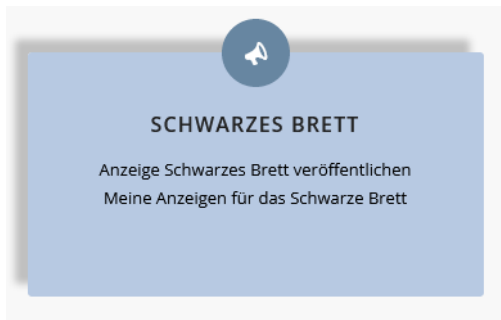 SCHWARZES BRETT
Anzeige Schwarzes Brett veröffentlichen
Meine Anzeigen für das Schwarze Brett